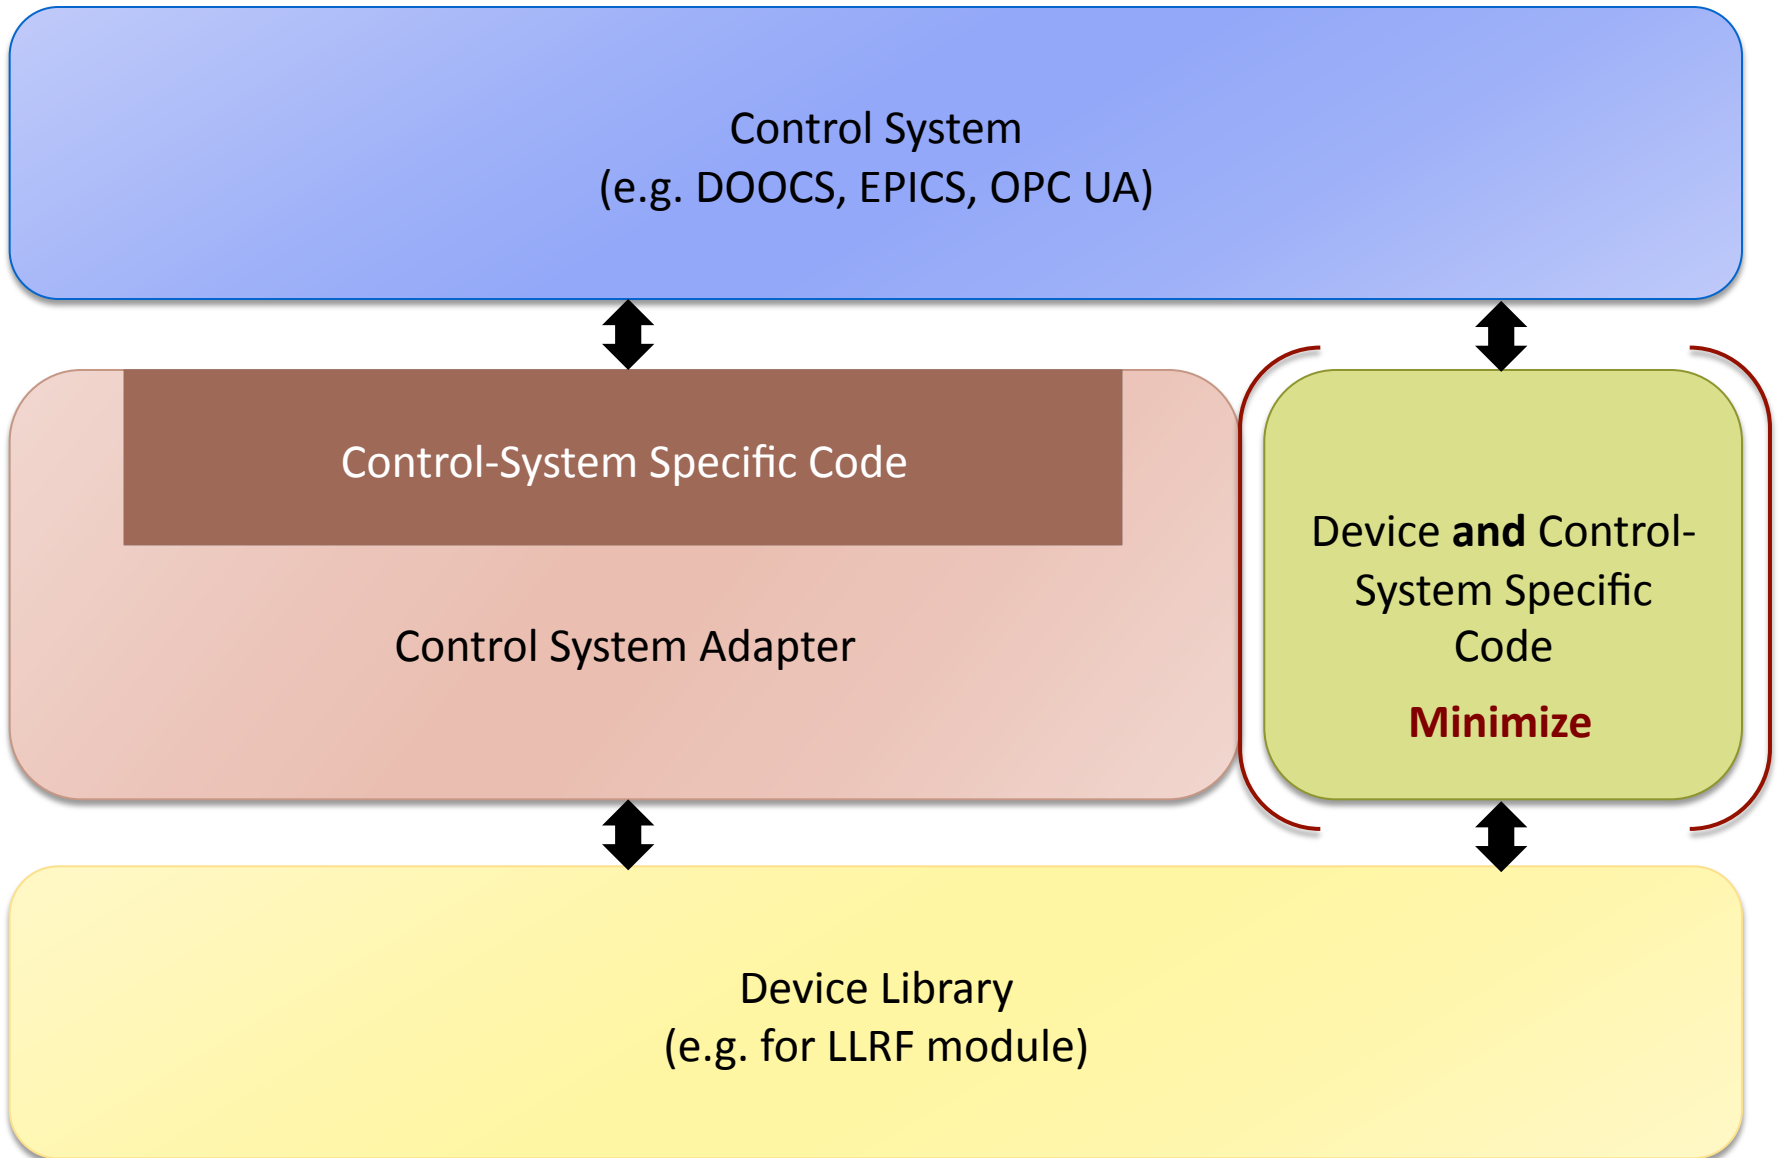 Control System
(e.g. DOOCS, EPICS, OPC UA)
Control-System Specific Code
Control System Adapter
Device and Control-
System Specific
Code
Minimize
Device Library
(e.g. for LLRF module)